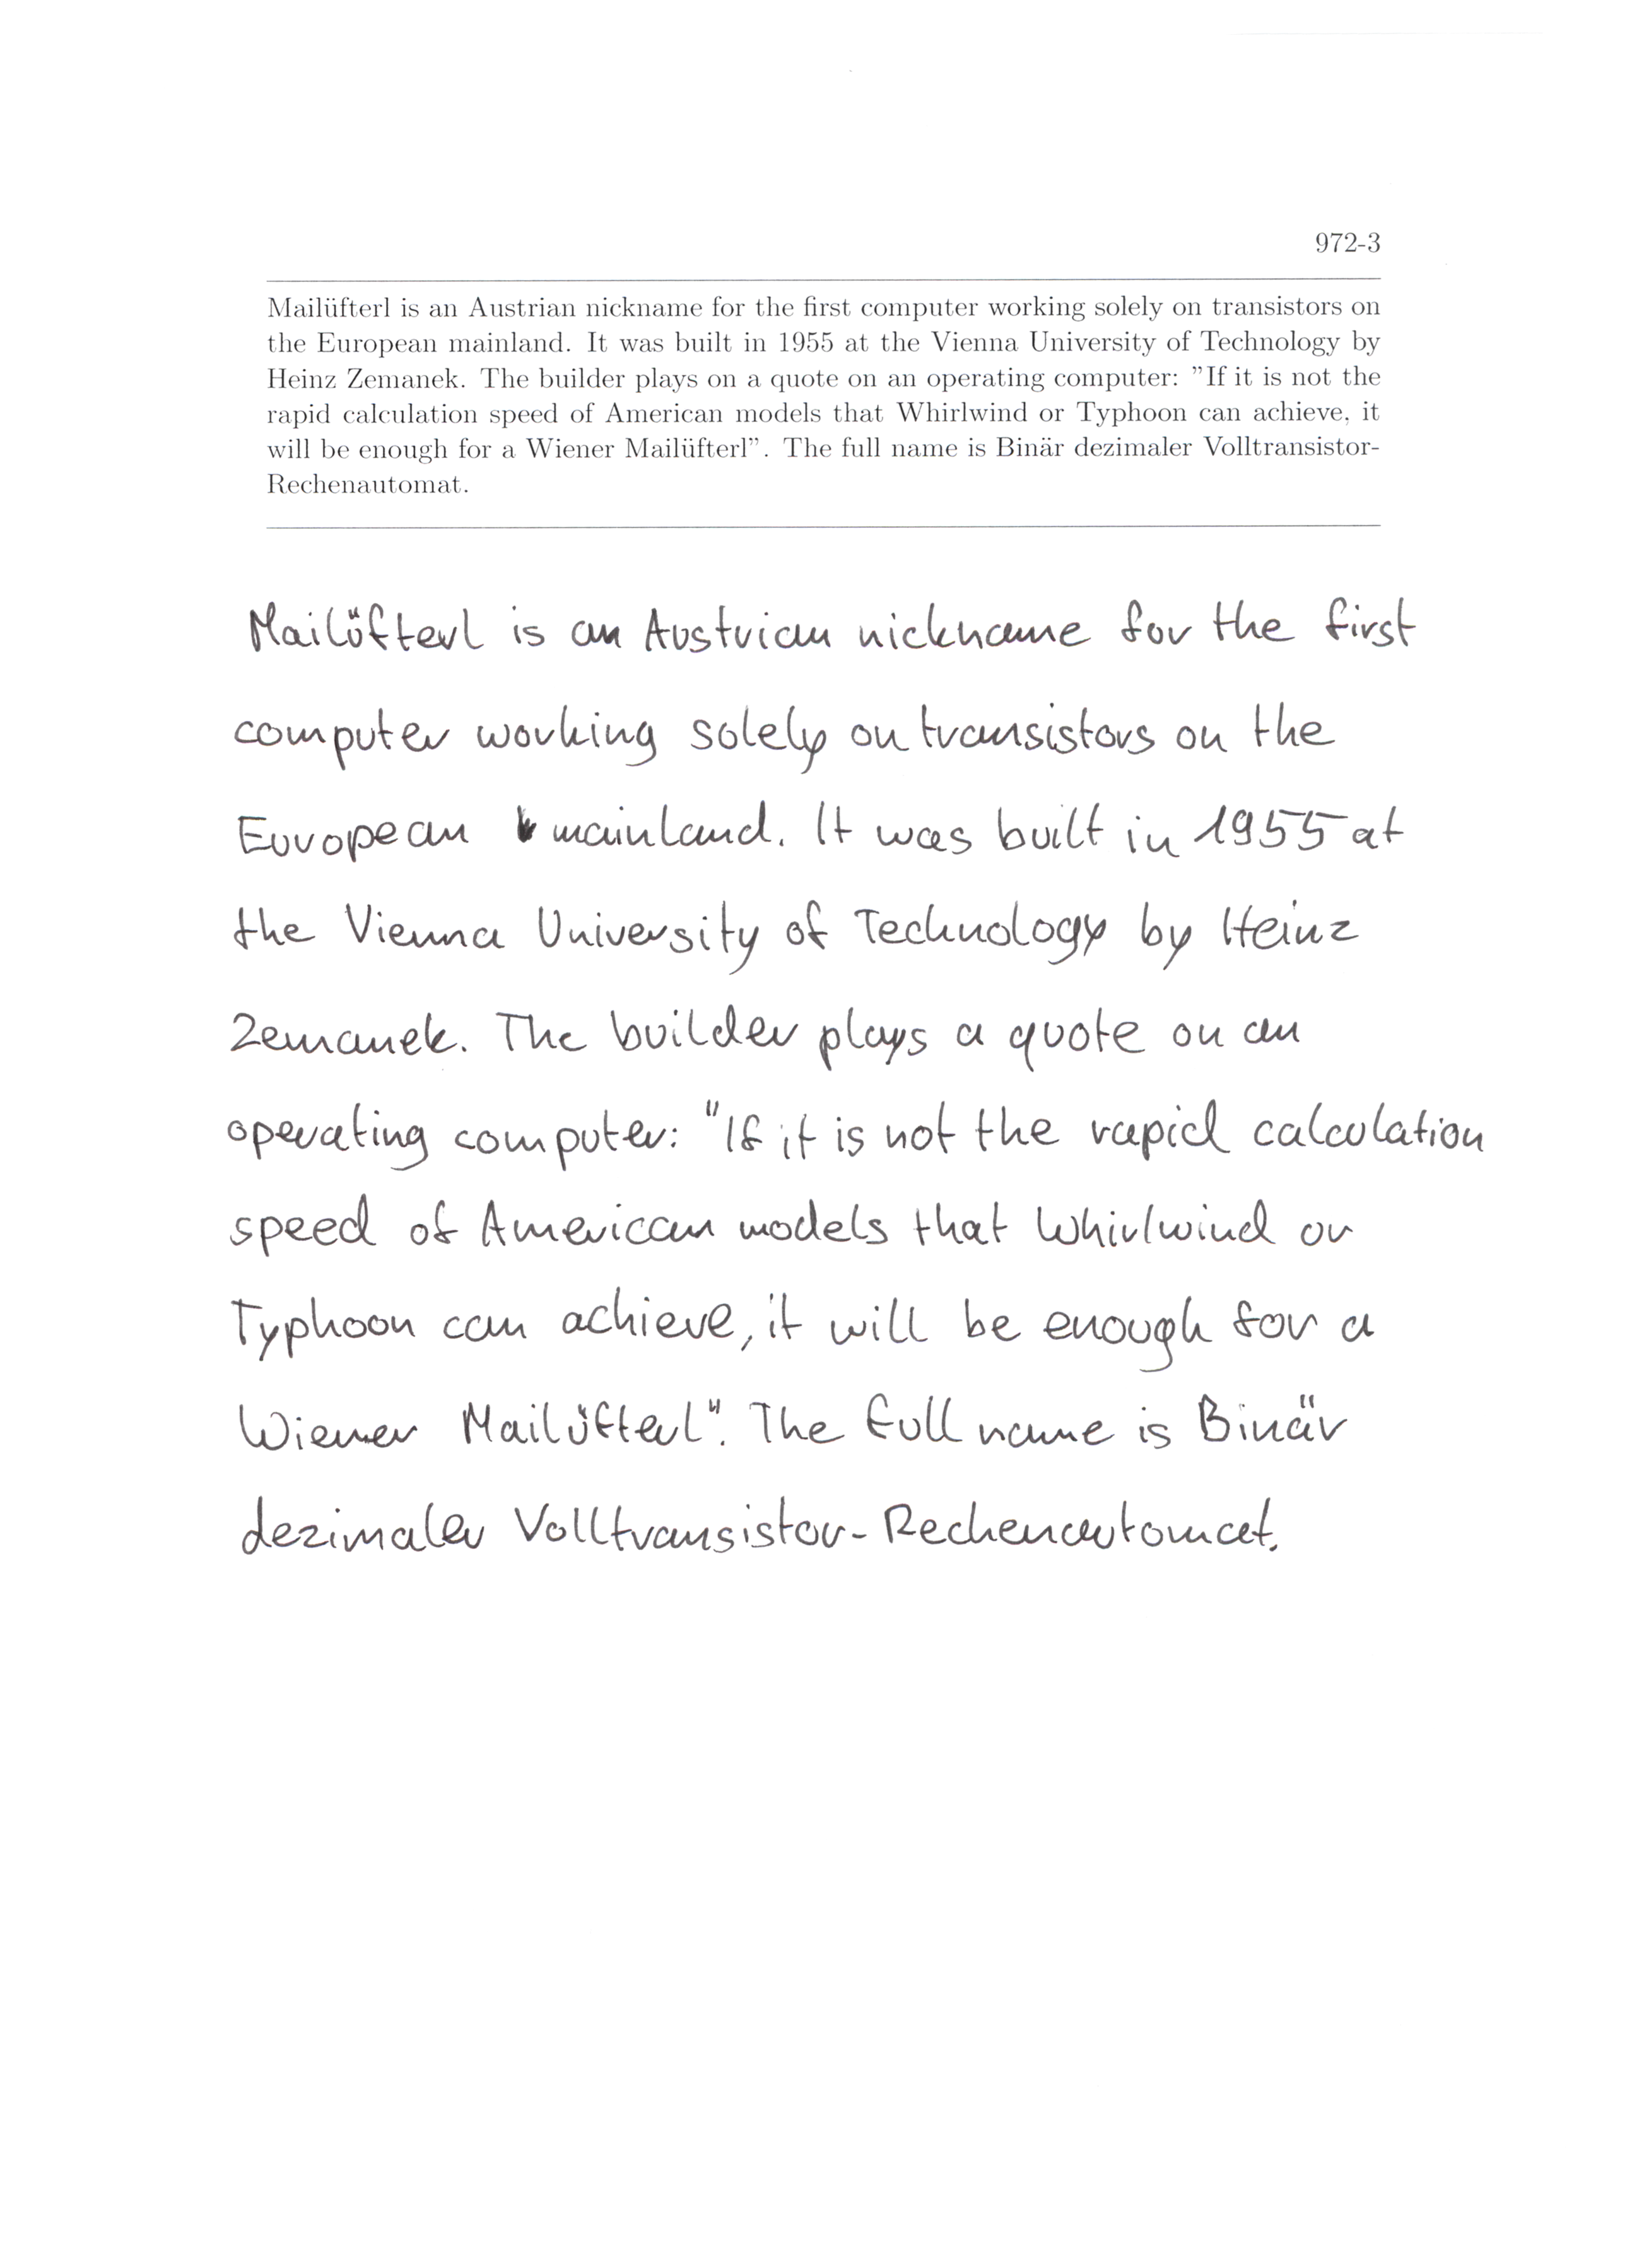 972-3
Mailüfterl is an Austrian nickname for the first computer working solely on transistors on
the European mainland. It was built in 1955 at the Vienna University of Technology by
Heinz Zemanek. The builder plays on a quote on an operating computer: ”If it is not the
rapid calculation speed of American models that Whirlwind or Typhoon can achieve, it
will be enough for a Wiener Mailüfterl”. The full name is Binär dezimaler Volltransistor-
Rechenautomat.
Mailüfterl is an Austrian nickname for the first
computer working solely on transistors on the
European mainland. It was built in 1955 at
the Vienna University of Technology by Heinz
Zemanek. The builder plays a quote on an
operating computer: "If it is not the rapid calculation
speed of American models that Whirlwind or
Typhoon can achieve, it will be enough for a
Wiener Mailüfterl". The full name is Binär
dezimaler Volltransistor-Rechenautomat.